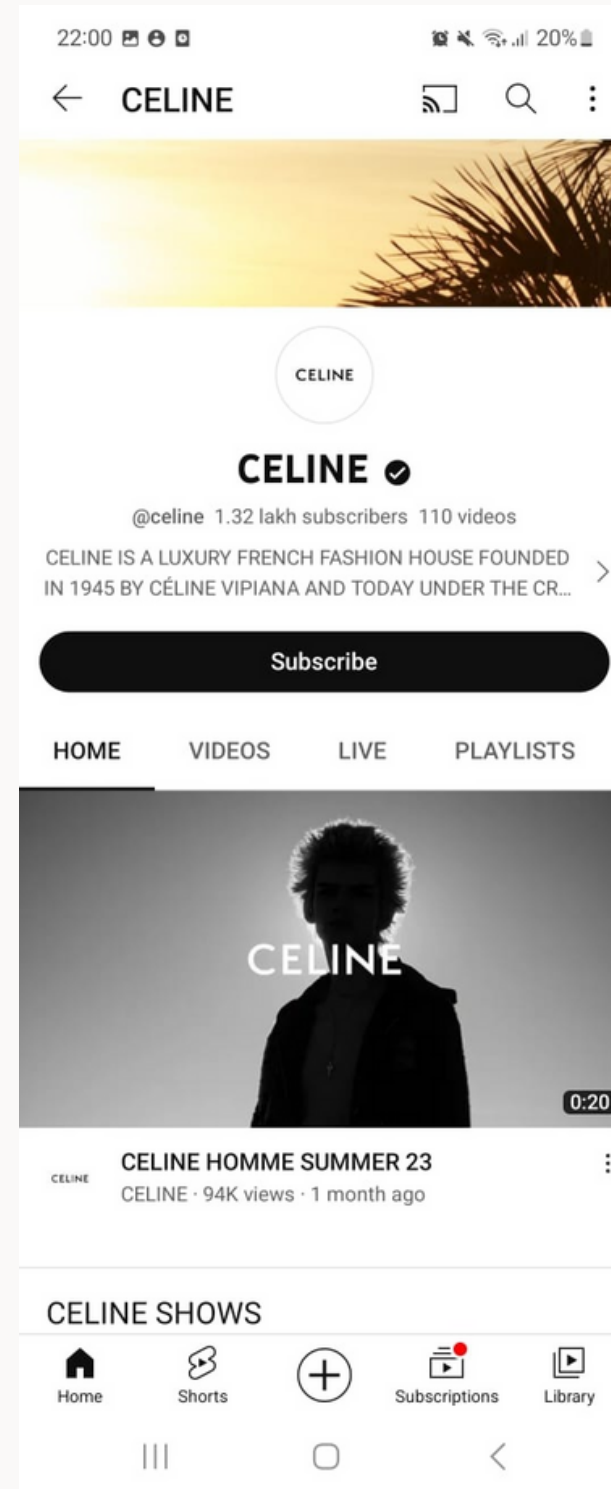 22:00 20%
CELINE
CELINE
CELINE
@celine 1.32 lakh subscribers 110 videos
CELINE IS A LUXURY FRENCH FASHION HOUSE FOUNDED
IN 1945 BY CÉLINE VIPIANA AND TODAY UNDER THE CR...
Subscribe
HOME VIDEOS LIVE PLAYLISTS
CELINE
0:20
CELINE HOMME SUMMER 23
CELINE
CELINE · 94K views · 1 month ago
CELINE SHOWS
Home Shorts Subscriptions Library